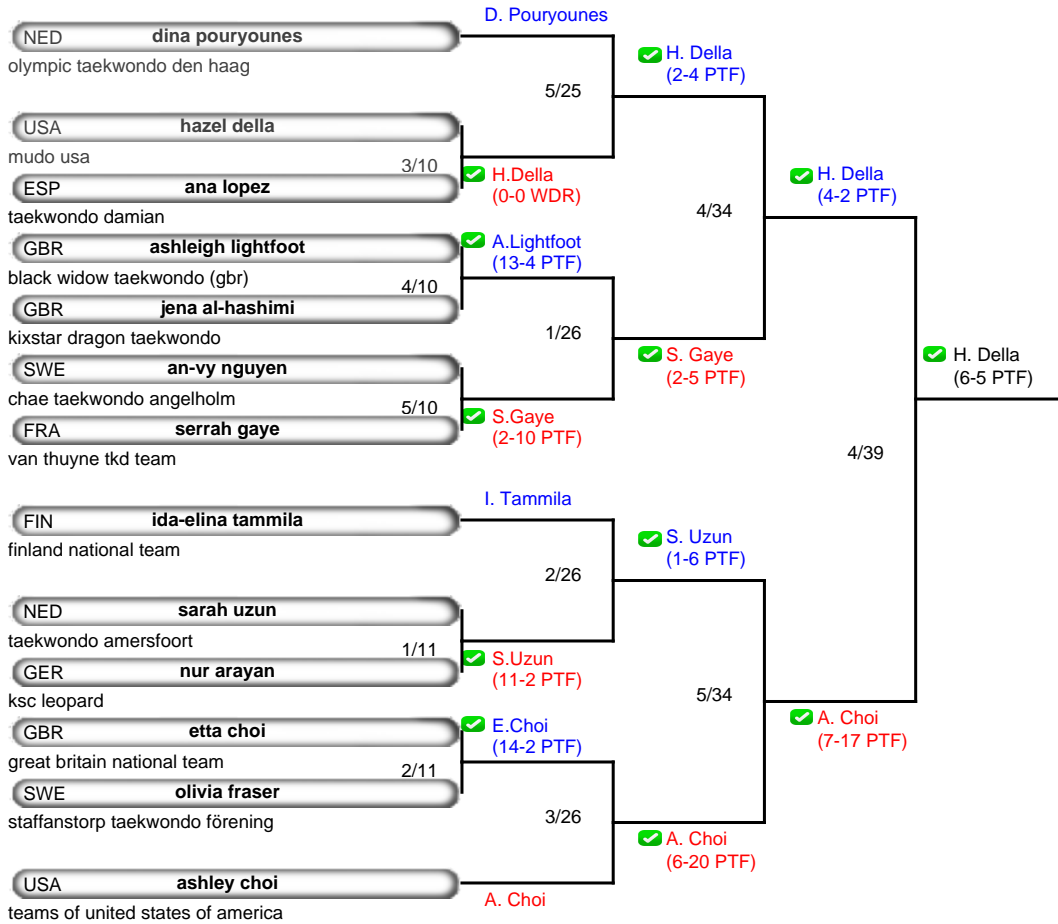 D. Pouryounes
NED dina pouryounes
olympic taekwondo den haag
5/25
H. Della
(2-4 PTF)
USA hazel della
mudo usa
3/10
ESP ana lopez
taekwondo damian
H.Della
(0-0 WDR)
4/34
H. Della
(4-2 PTF)
GBR ashleigh lightfoot
black widow taekwondo (gbr)
4/10
A.Lightfoot
(13-4 PTF)
GBR jena al-hashimi
kixstar dragon taekwondo
1/26
S. Gaye
(2-5 PTF)
SWE an-vy nguyen
chae taekwondo angelholm
5/10
FRA serrah gaye
van thuyne tkd team
S.Gaye
(2-10 PTF)
H. Della
(6-5 PTF)
4/39
I. Tammila
FIN ida-elina tammila
finland national team
2/26
S. Uzun
(1-6 PTF)
NED sarah uzun
taekwondo amersfoort
1/11
GER nur arayan
ksc leopard
S.Uzun
(11-2 PTF)
5/34
A. Choi
(7-17 PTF)
GBR etta choi
great britain national team
2/11
E.Choi
(14-2 PTF)
SWE olivia fraser
staffanstorp taekwondo förening
3/26
A. Choi
(6-20 PTF)
USA ashley choi
teams of united states of america
A. Choi